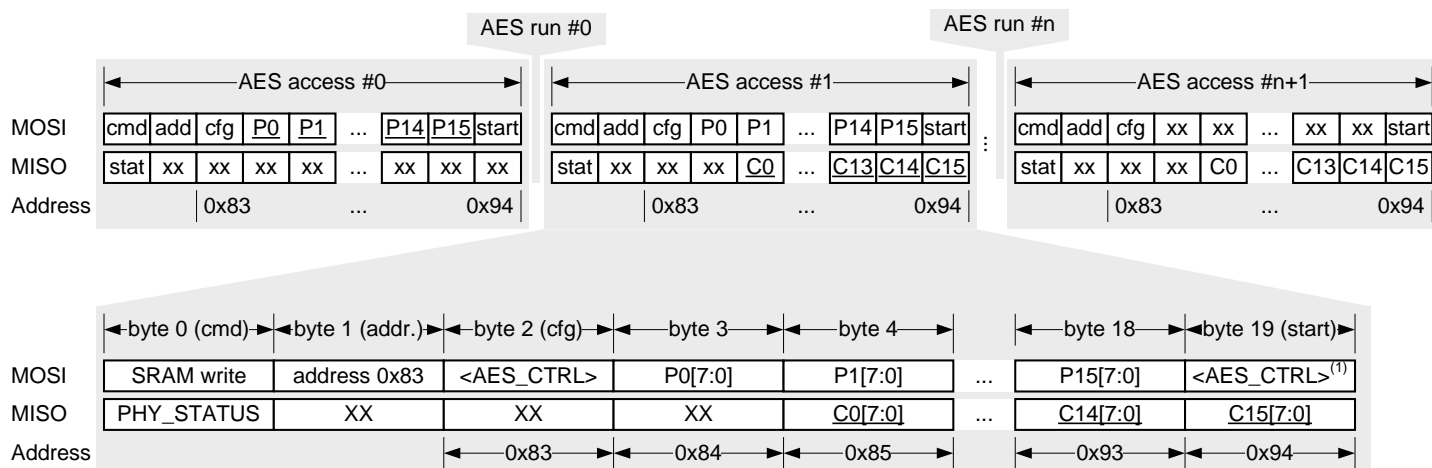 AES run #0 AES run #n
AES access #0 AES access #1 AES access #n+1
MOSI cmd add cfg P0 P1 ... P14 P15 start cmd add cfg P0 P1 ... P14 P15 start ... cmd add cfg xx xx ... xx xx start
MISO stat xx xx xx xx ... xx xx xx stat xx xx xx C0 ... C13 C14 C15 stat xx xx xx C0 ... C13 C14 C15
Address 0x83 ... 0x94 0x83 ... 0x94 0x83 ... 0x94
byte 0 (cmd) byte 1 (addr.) byte 2 (cfg) byte 3 byte 4 byte 18 byte 19 (start)
MOSI SRAM write address 0x83 <AES_CTRL> P0[7:0] P1[7:0] ... P15[7:0] <AES_CTRL>(1)
MISO PHY_STATUS XX XX XX C0[7:0] ... C14[7:0] C15[7:0]
Address 0x83 0x84 0x85 0x93 0x94